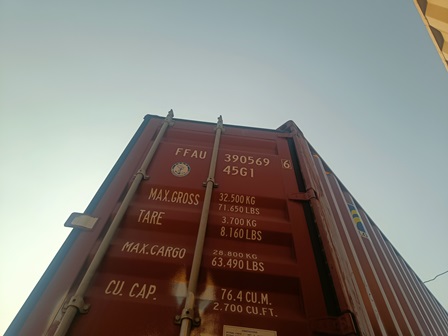 FFAU 390569 6
45G1
MAX.GROSS 32.500 KG
71.650 LBS
TARE 3.700 KG
8.160 LBS
MAX.CARGO 28.800 KG
63.490 LBS
CU. CAP. 76.4 CU.M.
2.700 CU.FT.